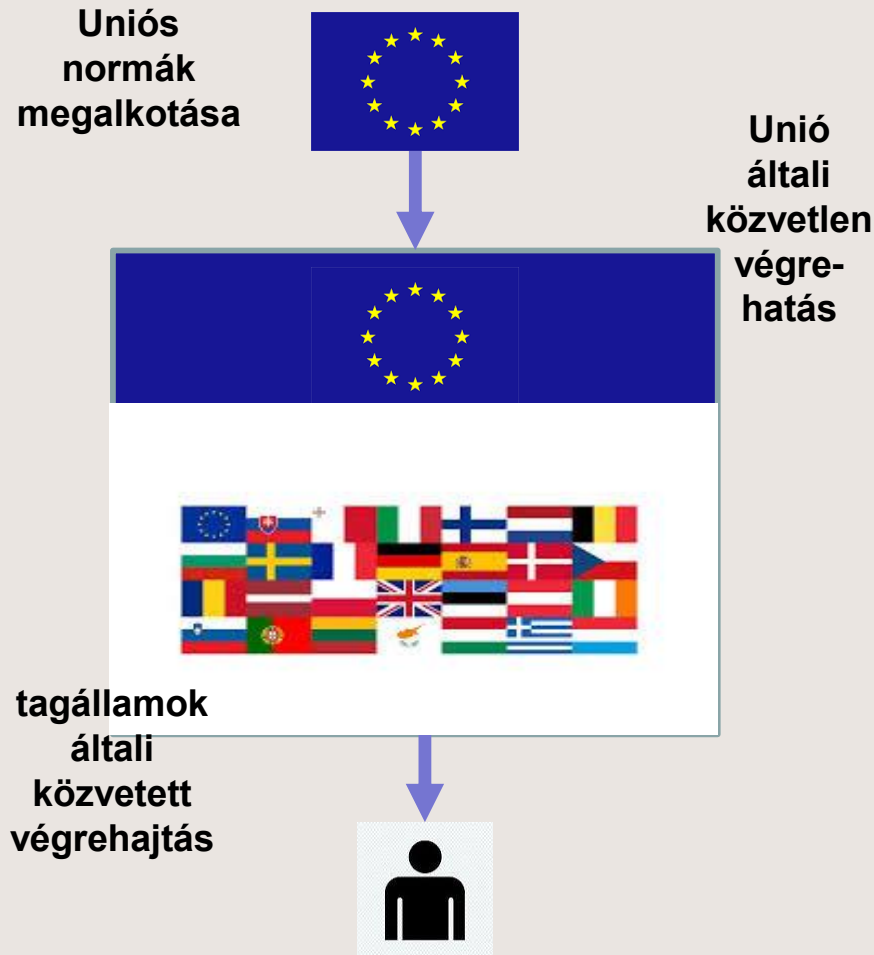 Uniós
normák
megalkotása
Unió
általi
közvetlen
végre-
hatás
tagállamok
általi
közvetett
végrehajtás